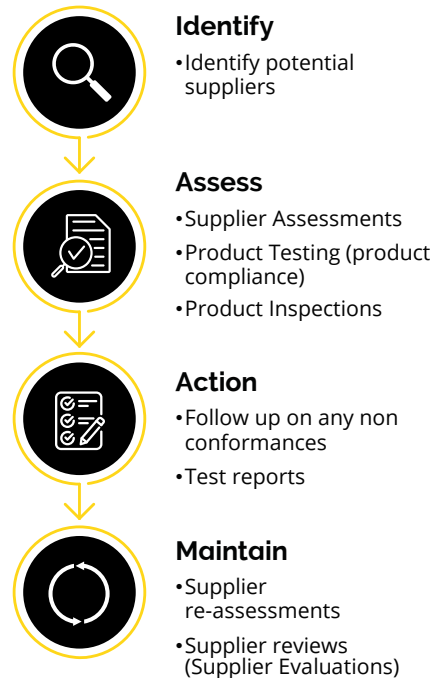 Identify
•Identify potential
suppliers
Assess
•Supplier Assessments
•Product Testing (product
compliance)
•Product Inspections
Action
•Follow up on any non
conformances
•Test reports
Maintain
•Supplier
re-assessments
•Supplier reviews
(Supplier Evaluations)